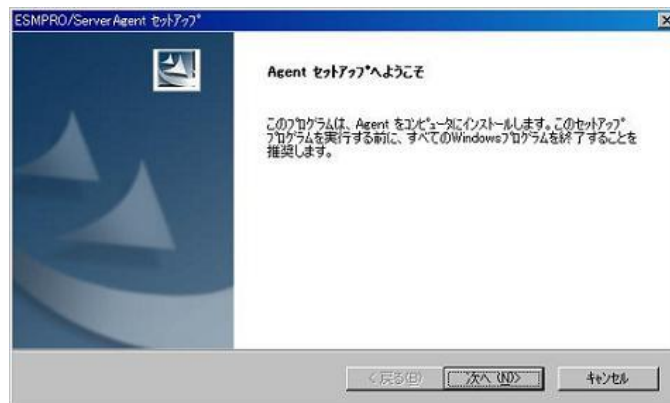 ESMPRO/ServerAgent ｾｯﾄｱｯﾌﾟ
Agent ｾｯﾄｱｯﾌﾟへようこそ
このﾌﾟﾛｸﾞﾗﾑは、Agent をｺﾝﾋﾟｭｰﾀにｲﾝｽﾄｰﾙします。このｾｯﾄｱｯﾌﾟ
ﾌﾟﾛｸﾞﾗﾑを実行する前に、すべてのWindowsﾌﾟﾛｸﾞﾗﾑを終了することを
推奨します。
< 戻る(B)
次へ (N)>
ｷｬﾝｾﾙ